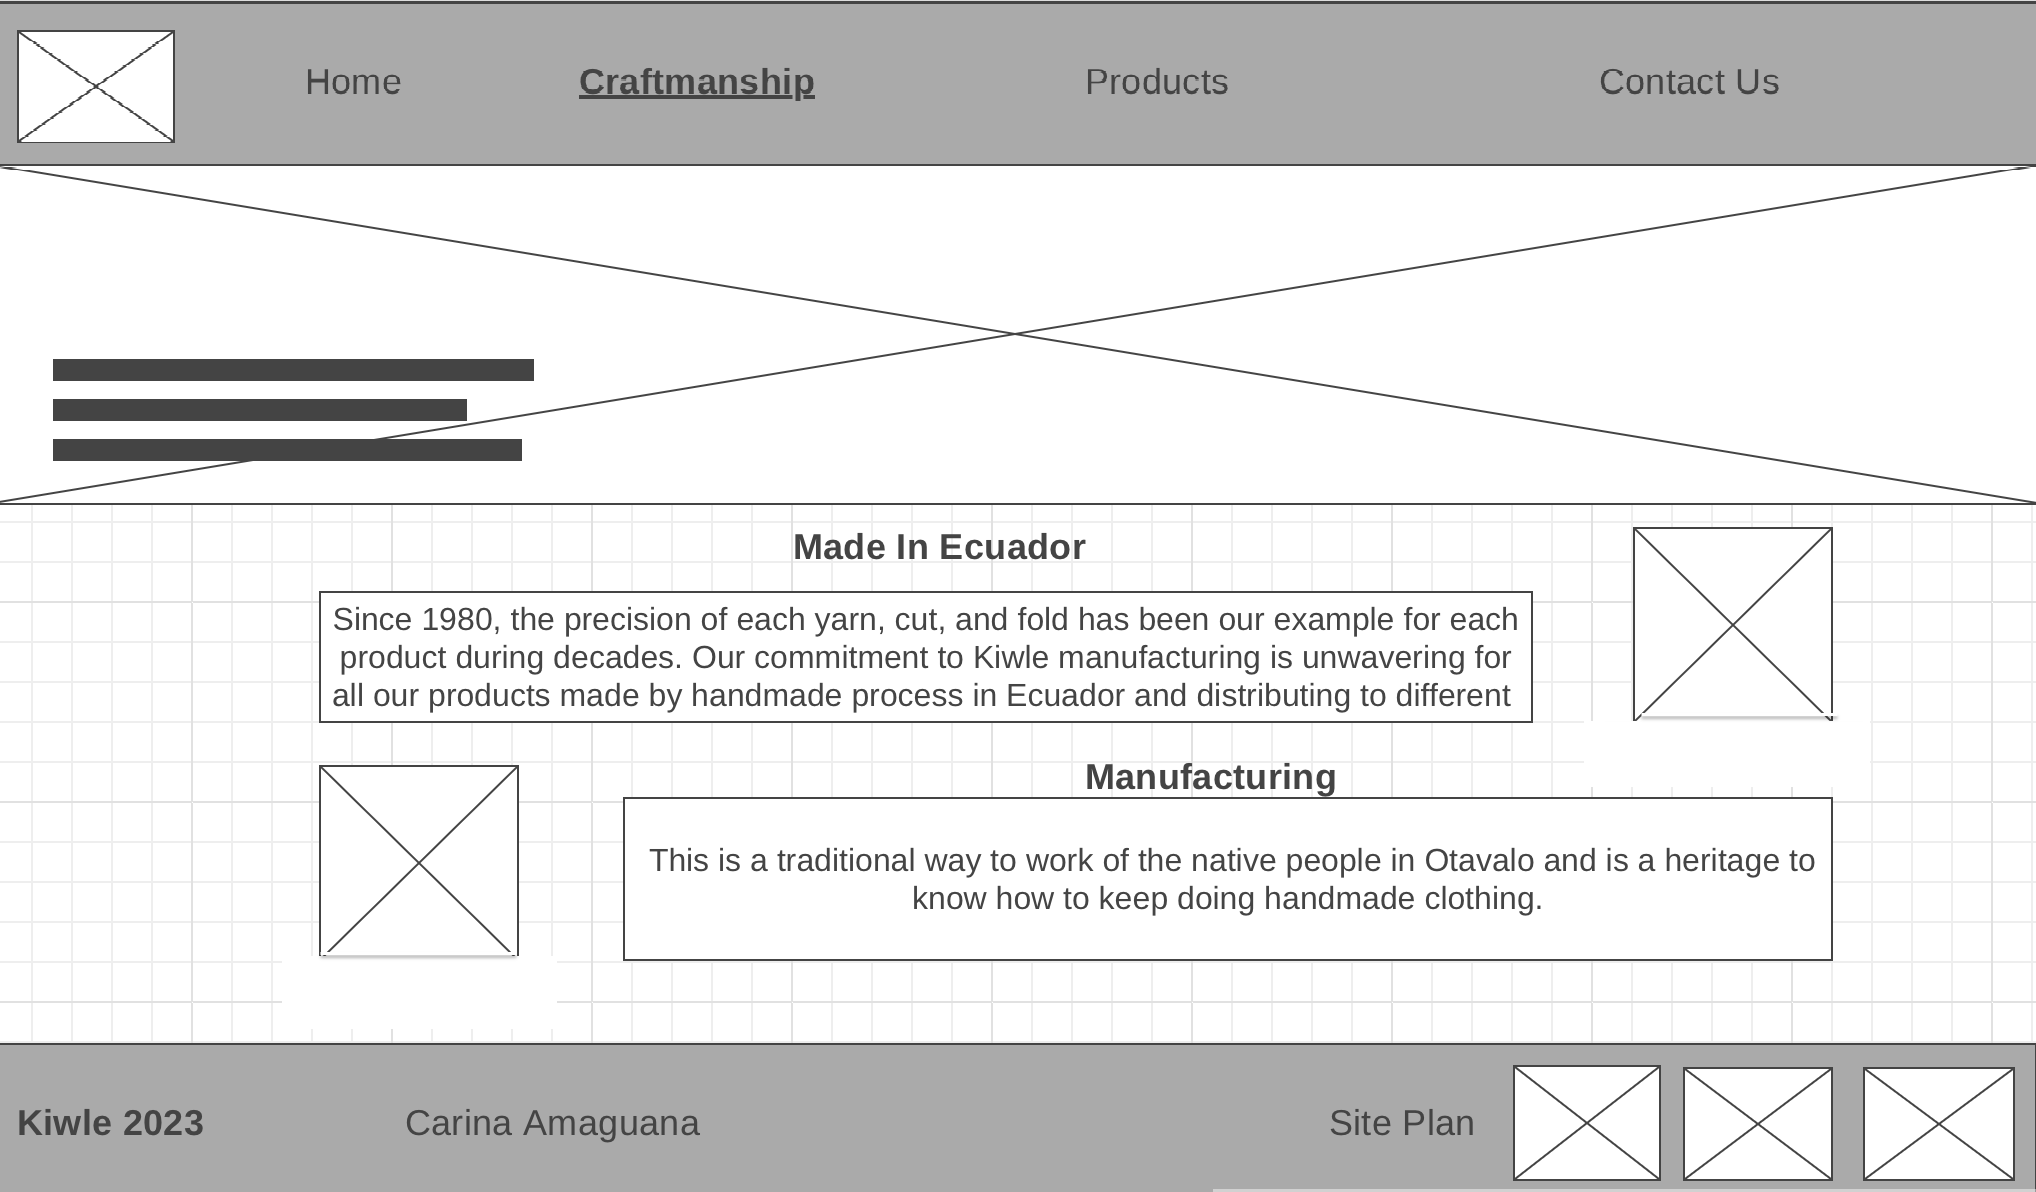 Home
Craftmanship
Products
Contact Us
Made In Ecuador
Since 1980, the precision of each yarn, cut, and fold has been our example for each
product during decades. Our commitment to Kiwle manufacturing is unwavering for
all our products made by handmade process in Ecuador and distributing to different
Manufacturing
This is a traditional way to work of the native people in Otavalo and is a heritage to
know how to keep doing handmade clothing.
Kiwle 2023
Carina Amaguana
Site Plan